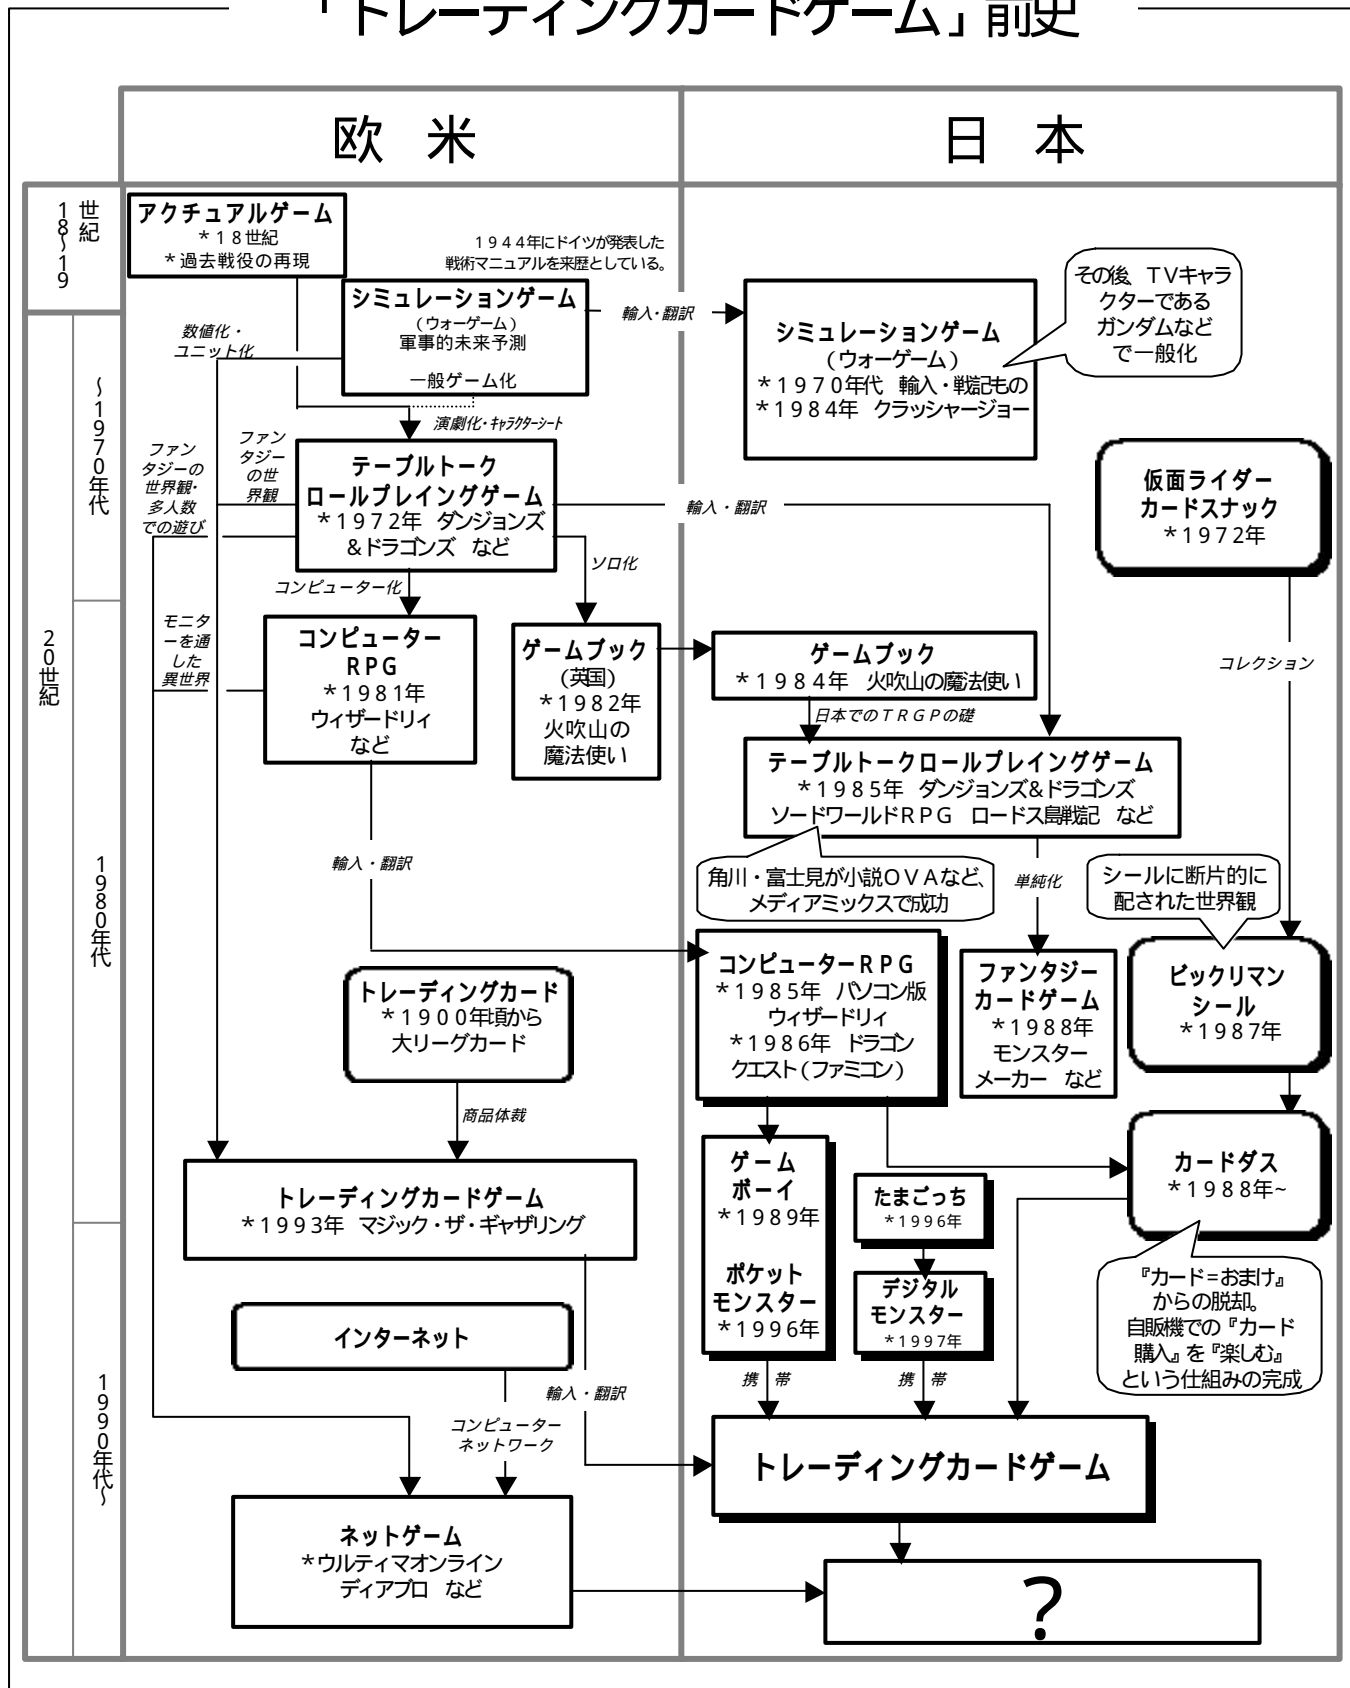 「トレーディングカードゲーム」前史
欧 米
日 本
18～19世紀
アクチュアルゲーム
*18世紀
*過去戦役の再現
1944年にドイツが発表した
戦術マニュアルを来歴としている。
シミュレーションゲーム
(ウォーゲーム)
軍事的未来予測
一般ゲーム化
輸入・翻訳
シミュレーションゲーム
(ウォーゲーム)
*1970年代 輸入・戦記もの
*1984年 クラッシャージョー
その後、TVキャラ
クターである
ガンダムなど
で一般化
20世紀
～1970年代
数値化・
ユニット化
演劇化・キャラクターシート
ファン
タジーの
世界観・
多人数
での遊び
ファン
タジー
の世
界観
テーブルトーク
ロールプレイングゲーム
*1972年 ダンジョンズ
&ドラゴンズ など
輸入・翻訳
仮面ライダー
カードスナック
*1972年
コンピューター化
ソロ化
1980年代
モニタ
ーを通
した
異世界
コンピューター
RPG
*1981年
ウィザードリィ
など
ゲームブック
(英国)
*1982年
火吹山の
魔法使い
ゲームブック
*1984年 火吹山の魔法使い
コレクション
日本でのTRGPの礎
テーブルトークロールプレイングゲーム
*1985年 ダンジョンズ&ドラゴンズ
ソードワールドRPG ロードス島戦記 など
輸入・翻訳
角川・富士見が小説OVAなど、
メディアミックスで成功
単純化
シールに断片的に
配された世界観
トレーディングカード
*1900年頃から
大リーグカード
コンピューターRPG
*1985年 パソコン版
ウィザードリィ
*1986年 ドラゴン
クエスト(ファミコン)
ファンタジー
カードゲーム
*1988年
モンスター
メーカー など
ビックリマン
シール
*1987年
商品体裁
トレーディングカードゲーム
*1993年 マジック・ザ・ギャザリング
ゲーム
ボーイ
*1989年
ポケット
モンスター
*1996年
たまごっち
*1996年
デジタル
モンスター
*1997年
カードダス
*1988年~
『カード=おまけ』
からの脱却。
自販機での『カード
購入』を『楽しむ』
という仕組みの完成
1990年代～
インターネット
輸入・翻訳
コンピューター
ネットワーク
携 帯
携 帯
トレーディングカードゲーム
ネットゲーム
*ウルティマオンライン
ディアブロ など
?